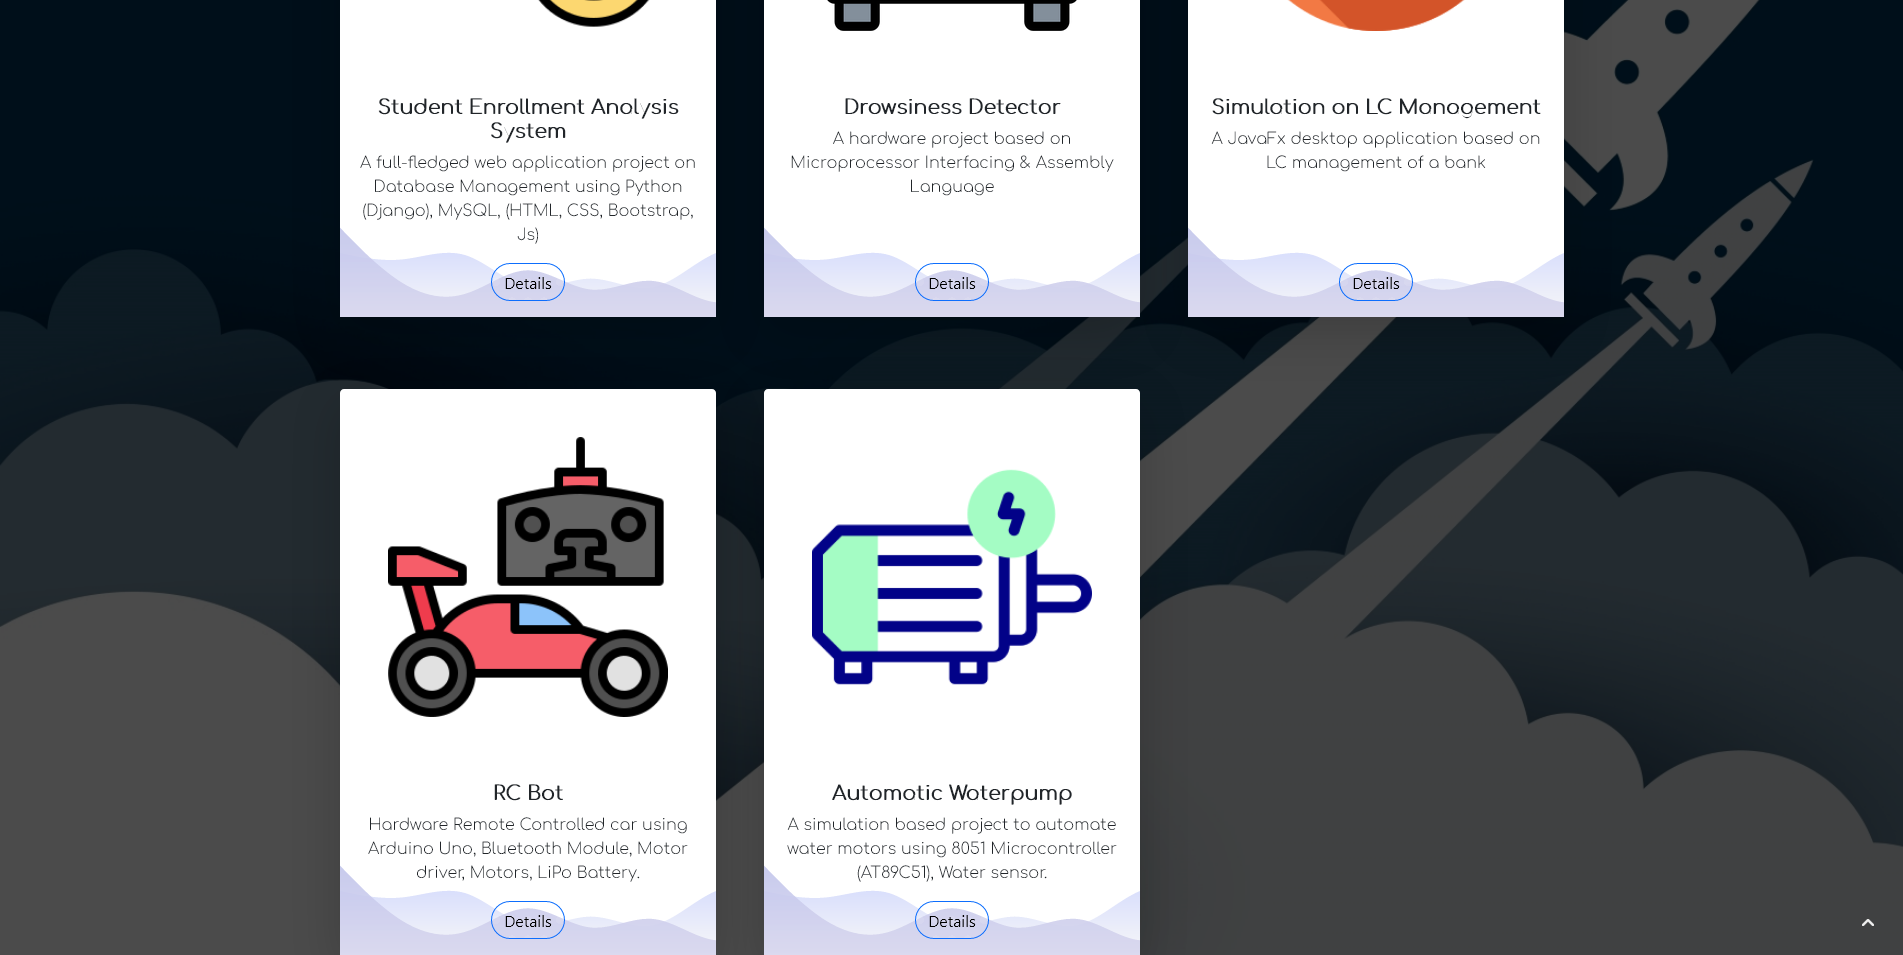 Student Enrollment Analysis
System
A full-fledged web application project on
Database Management using Python
(Django), MySQL, (HTML, CSS, Bootstrap,
Js)
Details
Drowsiness Detector
A hardware project based on
Microprocessor Interfacing & Assembly
Language
Details
Simulation on LC Management
A JavaFx desktop application based on
LC management of a bank
Details
RC Bot
Hardware Remote Controlled car using
Arduino Uno, Bluetooth Module, Motor
driver, Motors, LiPo Battery.
Details
Automatic Waterpump
A simulation based project to automate
water motors using 8051 Microcontroller
(AT89C51), Water sensor.
Details